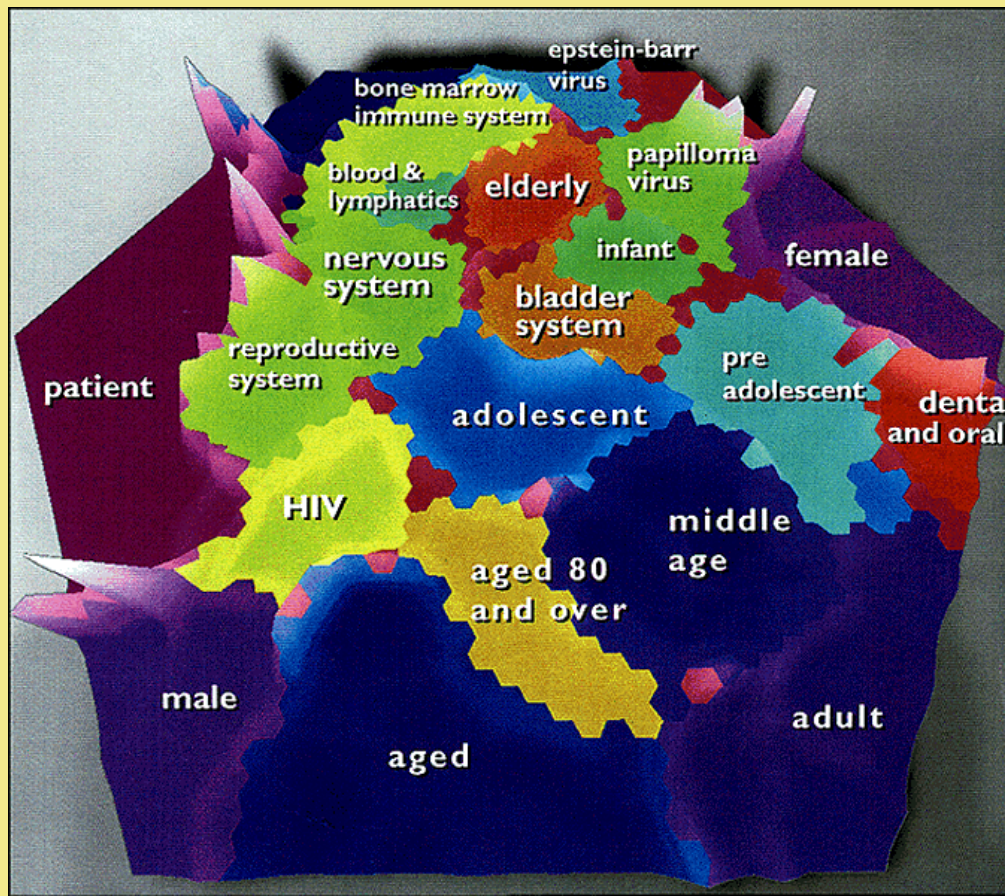 epstein-barr
virus
bone marrow
immune system
papilloma
virus
blood &
lymphatics
elderly
infant
female
nervous
system
bladder
system
reproductive
system
pre
adolescent
patient
adolescent
denta
and oral
HIV
middle
age
aged 80
and over
male
adult
aged